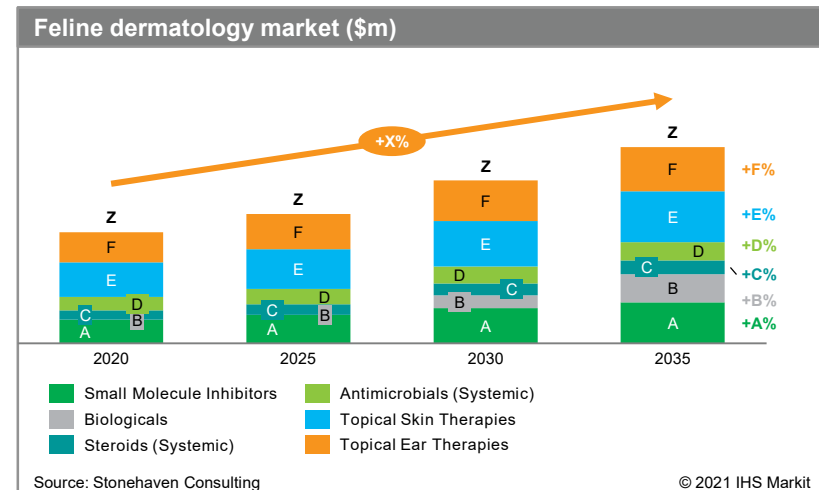 Feline dermatology market ($m)
+X%
Z
Z
Z
Z
F
F
F
F
+F%
E
E
E
E
+E%
D
D
D
D
+D%
C
C
C
C
+C%
B
B
B
B
+B%
A
A
A
A
+A%
2020 2025 2030 2035
Small Molecule Inhibitors Antimicrobials (Systemic)
Biologicals Topical Skin Therapies
Steroids (Systemic) Topical Ear Therapies
Source: Stonehaven Consulting © 2021 IHS Markit